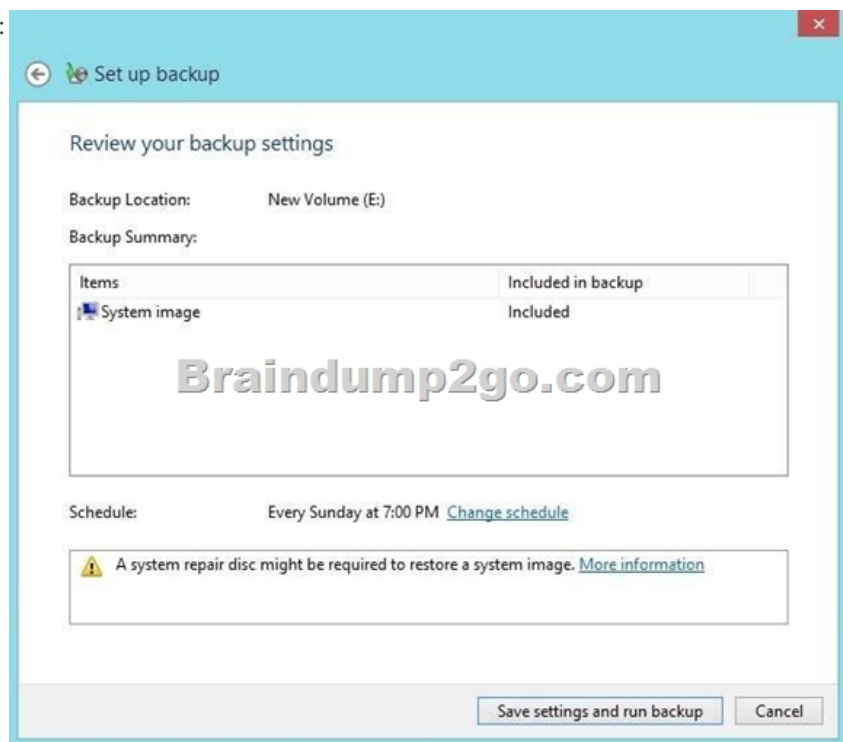 :
Set up backup
Review your backup settings
Backup Location: New Volume (E:)
Backup Summary:
Items Included in backup
System image Included
Braindump2go.com
Schedule: Every Sunday at 7:00 PM Change schedule
A system repair disc might be required to restore a system image. More information
Save settings and run backup Cancel